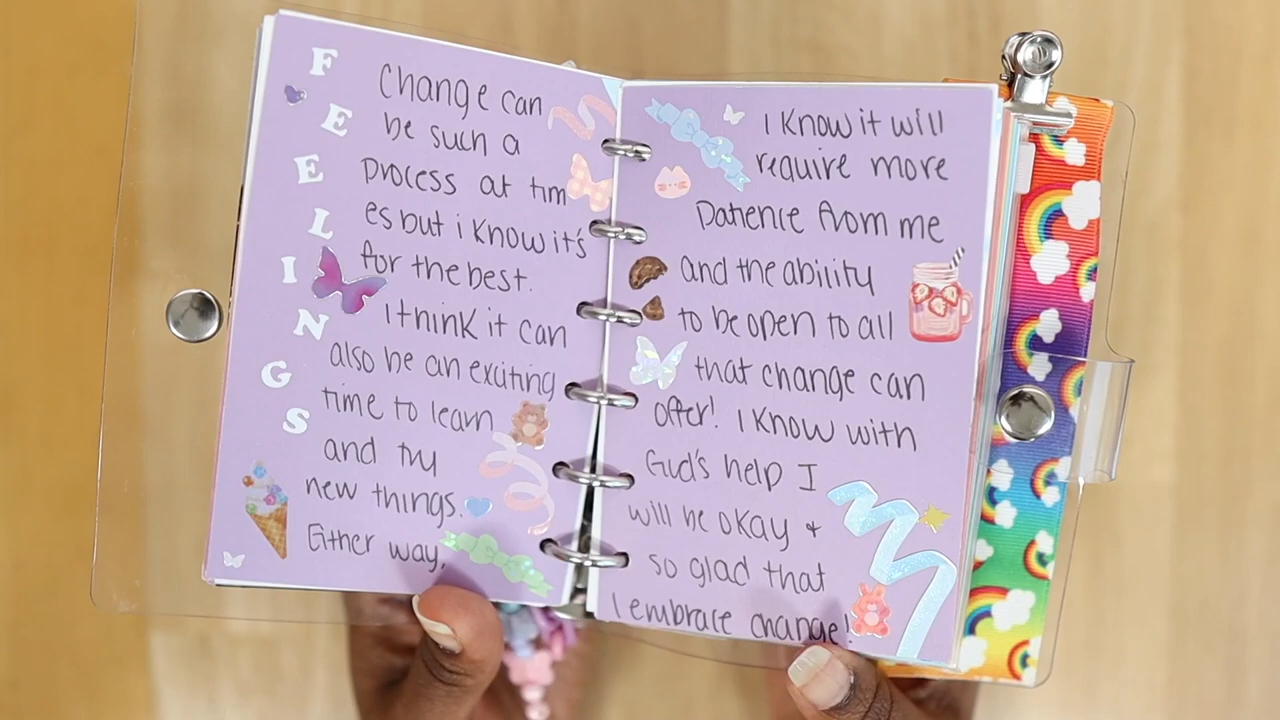 FEELINGS
Change can
be such a
process at tim
es but i know it's
for the best.
I think it can
also be an exciting
time to learn
and try
new things.
Either way,
I know it will
require more
Patience from me
and the ability
to be open to all
that change can
offer! I know with
God's help I
will be okay +
so glad that
I embrace change!